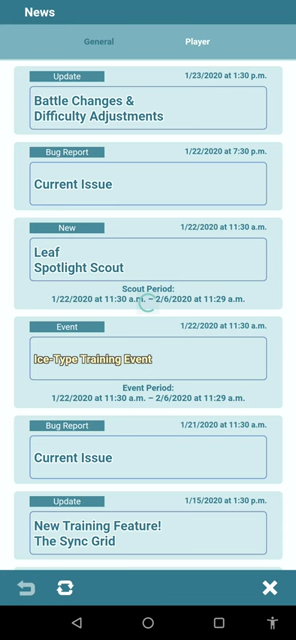 News
General
Player
Update
1/23/2020 at 1:30 p.m.
Battle Changes &
Difficulty Adjustments
Bug Report
1/22/2020 at 7:30 p.m.
Current Issue
New
1/22/2020 at 11:30 a.m.
Leaf
Spotlight Scout
Scout Period:
1/22/2020 at 11:30 a.m. – 2/6/2020 at 11:29 a.m.
Event
1/22/2020 at 11:30 a.m.
Ice-Type Training Event
Event Period:
1/22/2020 at 11:30 a.m. – 2/6/2020 at 11:29 a.m.
Bug Report
1/21/2020 at 11:30 a.m.
Current Issue
Update
1/15/2020 at 1:30 p.m.
New Training Feature!
The Sync Grid